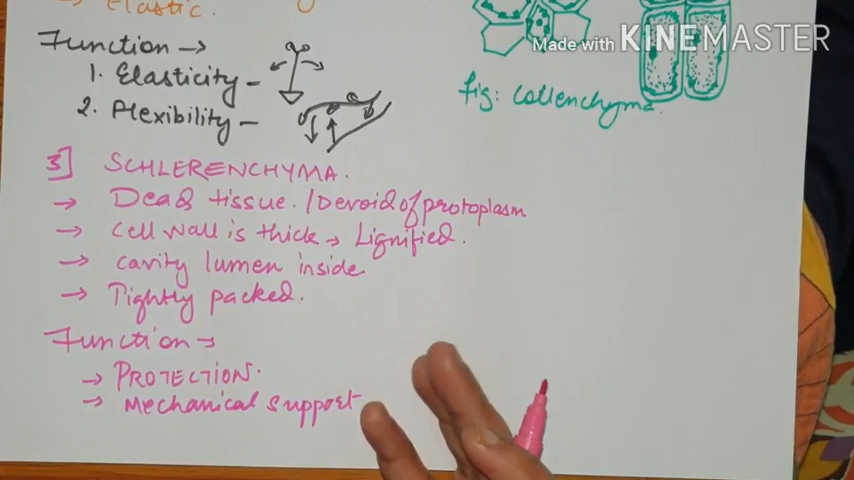 → Elastic.
Made with KINEMASTER
Function →
1. Elasticity -
2. Flexibility -
fig: collenchyma.
3] SCHLERENCHYMA.
→ Dead tissue. / Devoid of protoplasm
→ Cell wall is thick → Lignified.
→ cavity lumen inside
→ Tightly packed.
Function →
→ PROTECTION.
→ Mechanical support